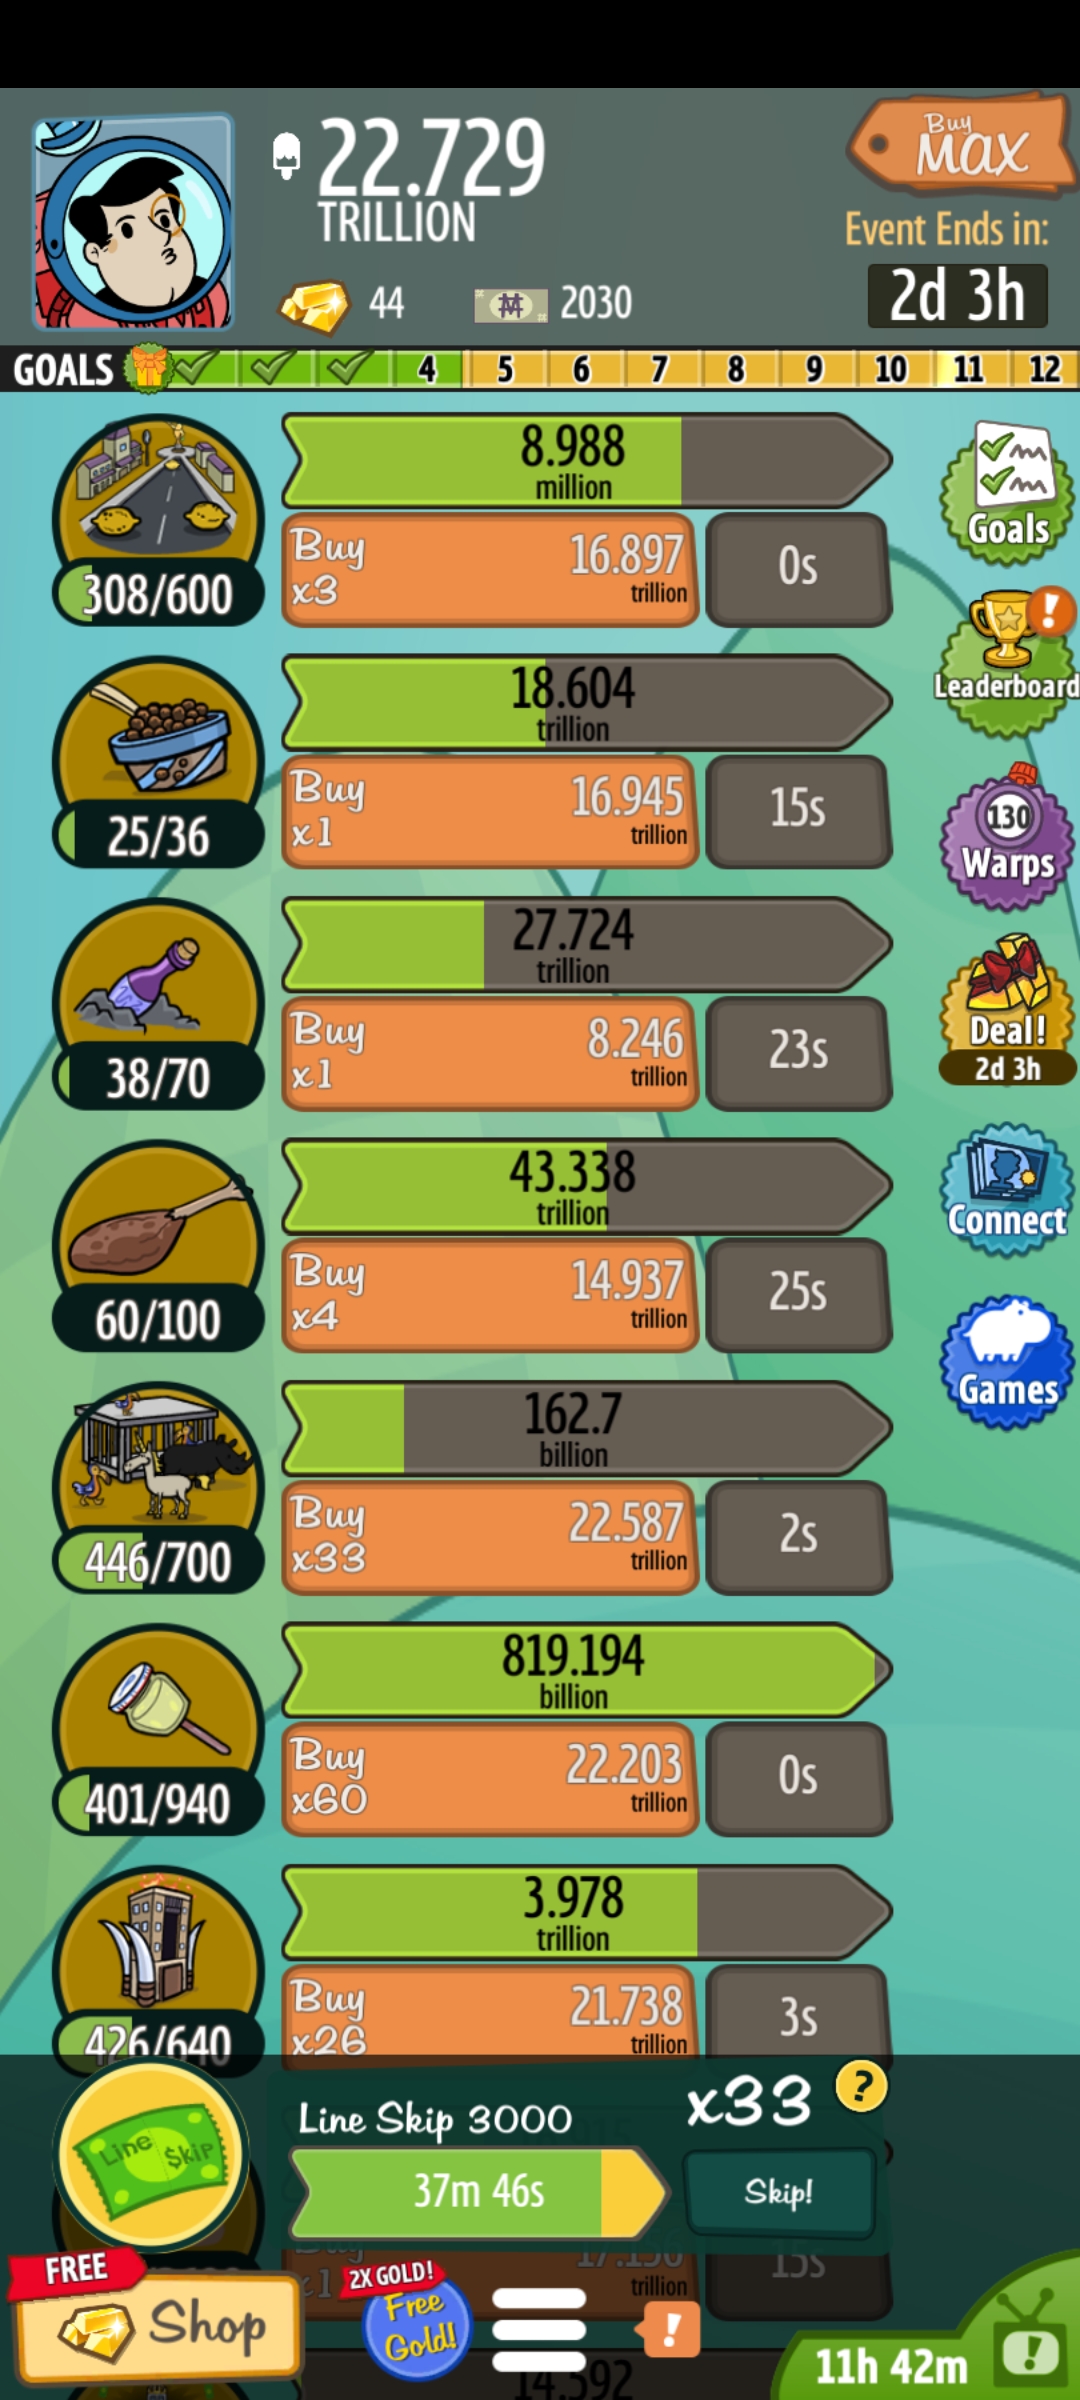 22.729
TRILLION
Buy
MAX
Event Ends in:
2d 3h
44
2030
GOALS
4 5 6 7 8 9 10 11 12
8.988
million
308/600
Buy
x3
16.897
trillion
0s
Goals
18.604
trillion
25/36
Buy
x1
16.945
trillion
15s
Leaderboard
27.724
trillion
38/70
Buy
x1
8.246
trillion
23s
130
Warps
43.338
trillion
60/100
Buy
x4
14.937
trillion
25s
Deal!
2d 3h
162.7
billion
446/700
Buy
x33
22.587
trillion
2s
Connect
819.194
billion
401/940
Buy
x60
22.203
trillion
0s
Games
3.978
trillion
426/640
Buy
x26
21.738
trillion
3s
Line Skip
Line Skip 3000
x33
?
37m 46s
Skip!
Buy
x1
17.156
trillion
15s
FREE
Shop
2X GOLD!
Free
Gold!
!
14.592
11h 42m